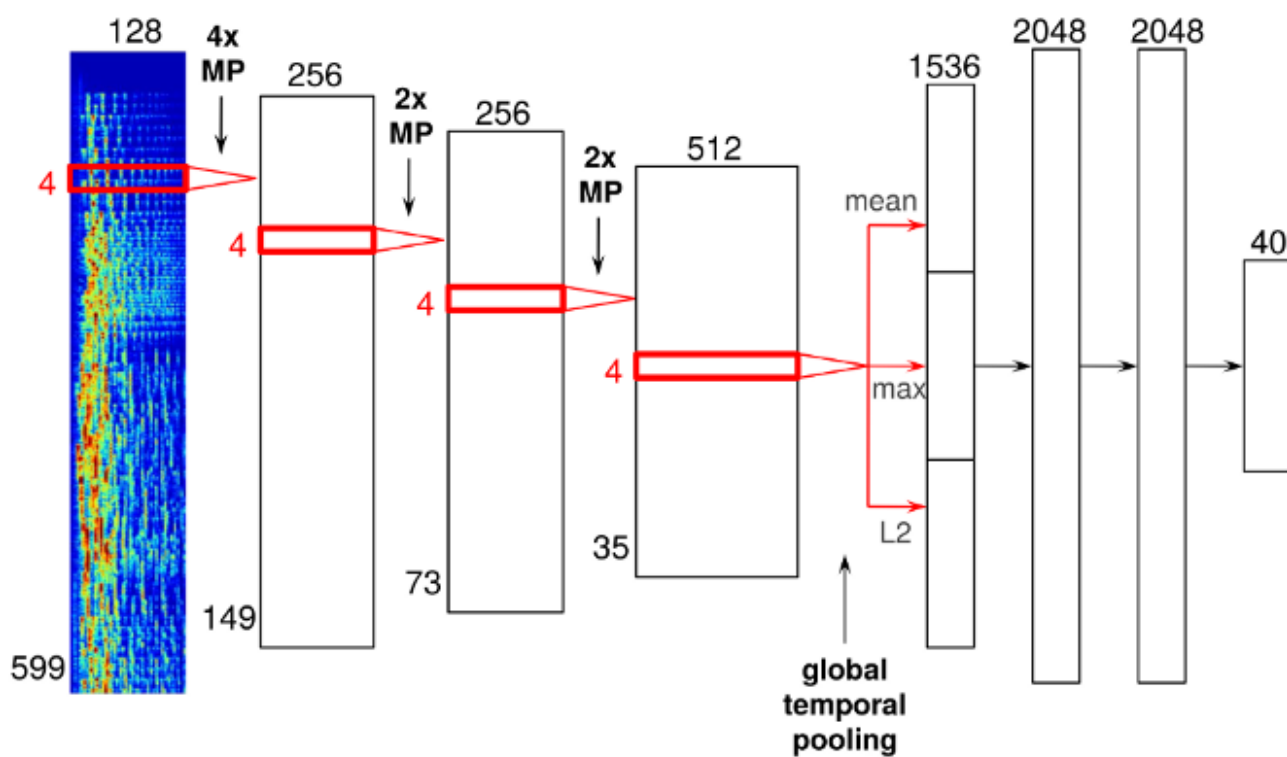 128
4x
MP
256
2x
MP
256
2x
MP
512
1536
2048
2048
40
4
4
4
4
mean
max
L2
599
149
73
35
global
temporal
pooling